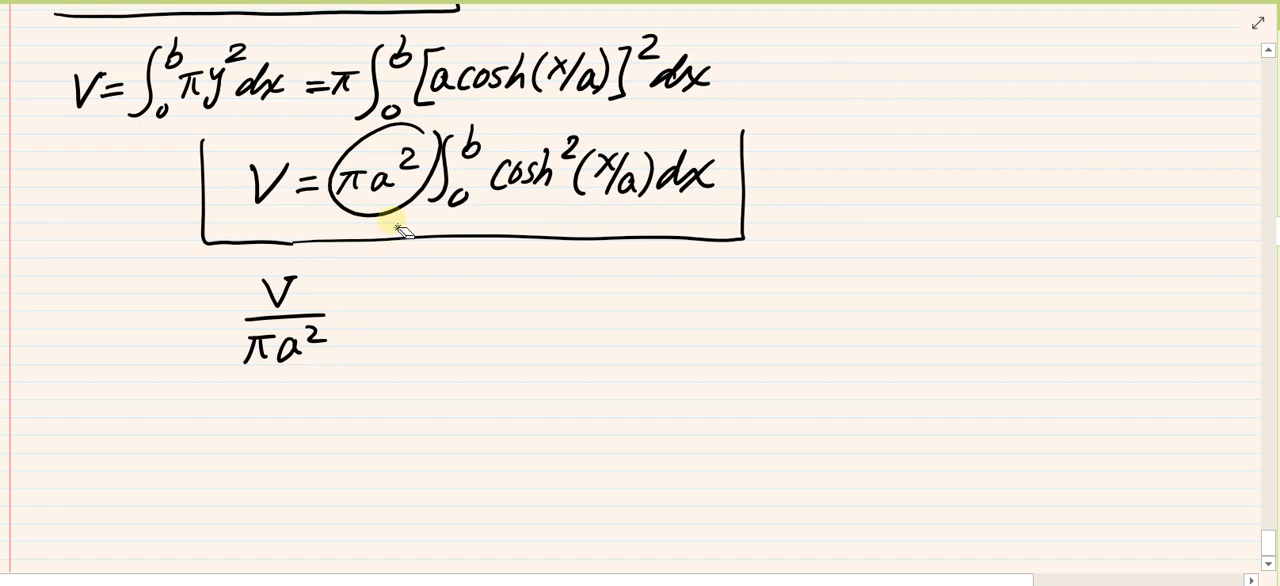 V = ∫₀ᵇ πy² dx = π ∫₀ᵇ [a cosh(x/a)]² dx
V = (πa²) ∫₀ᵇ cosh²(x/a) dx
V
πa²